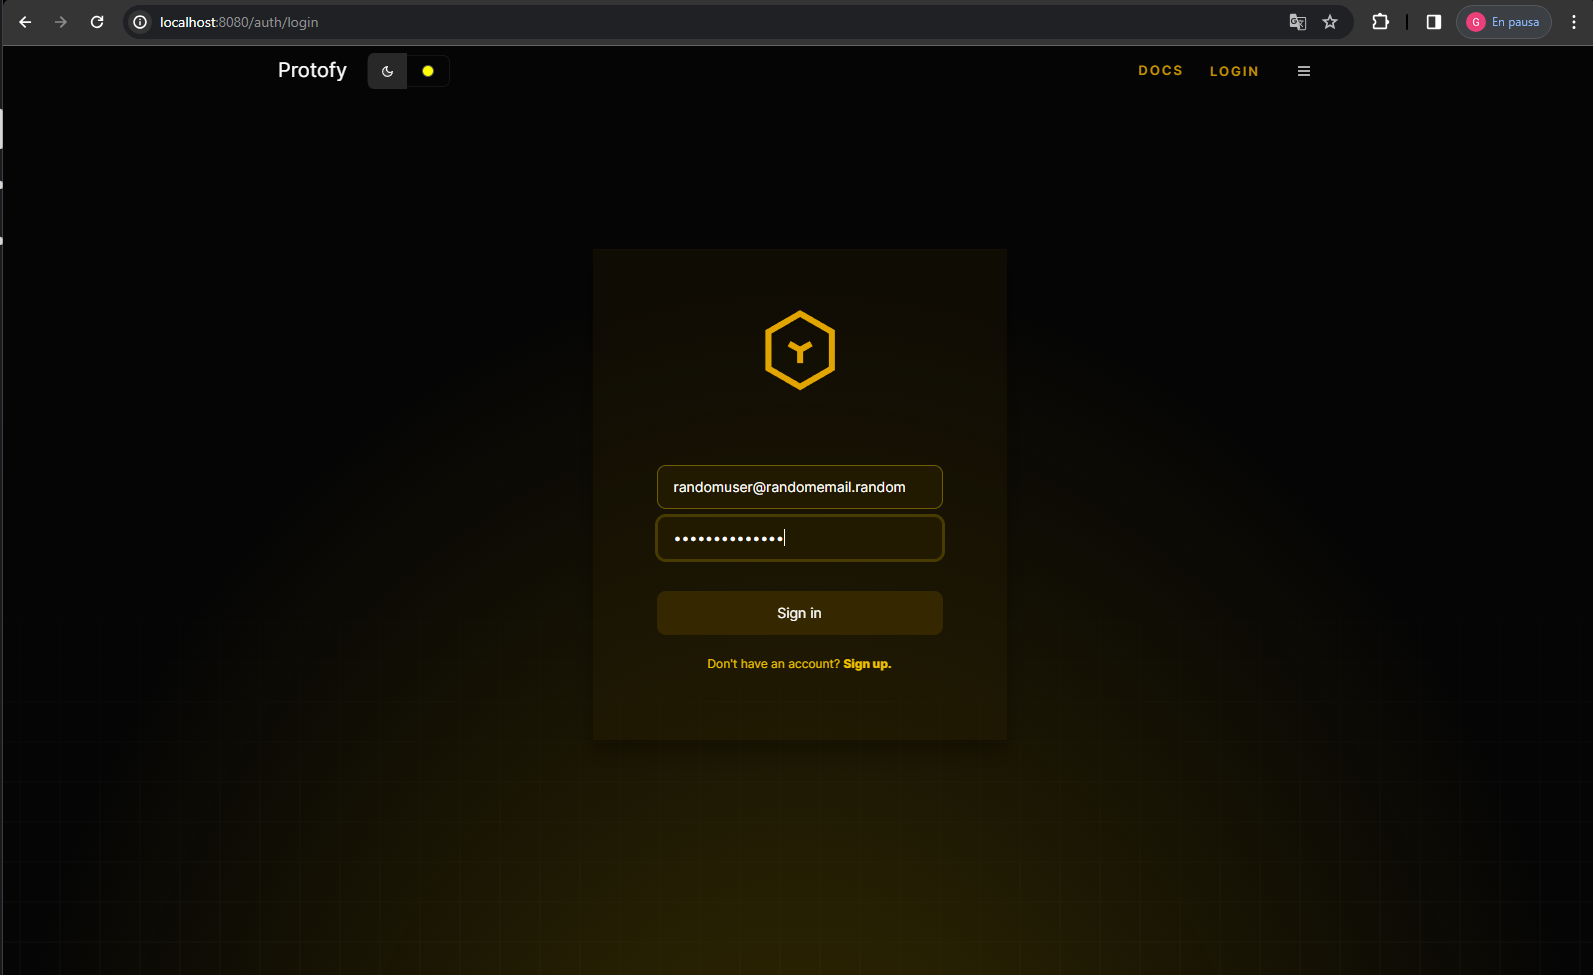 localhost:8080/auth/login
G En pausa
Protofy
DOCS LOGIN
randomuser@randomemail.random
••••••••••••••
Sign in
Don't have an account? Sign up.